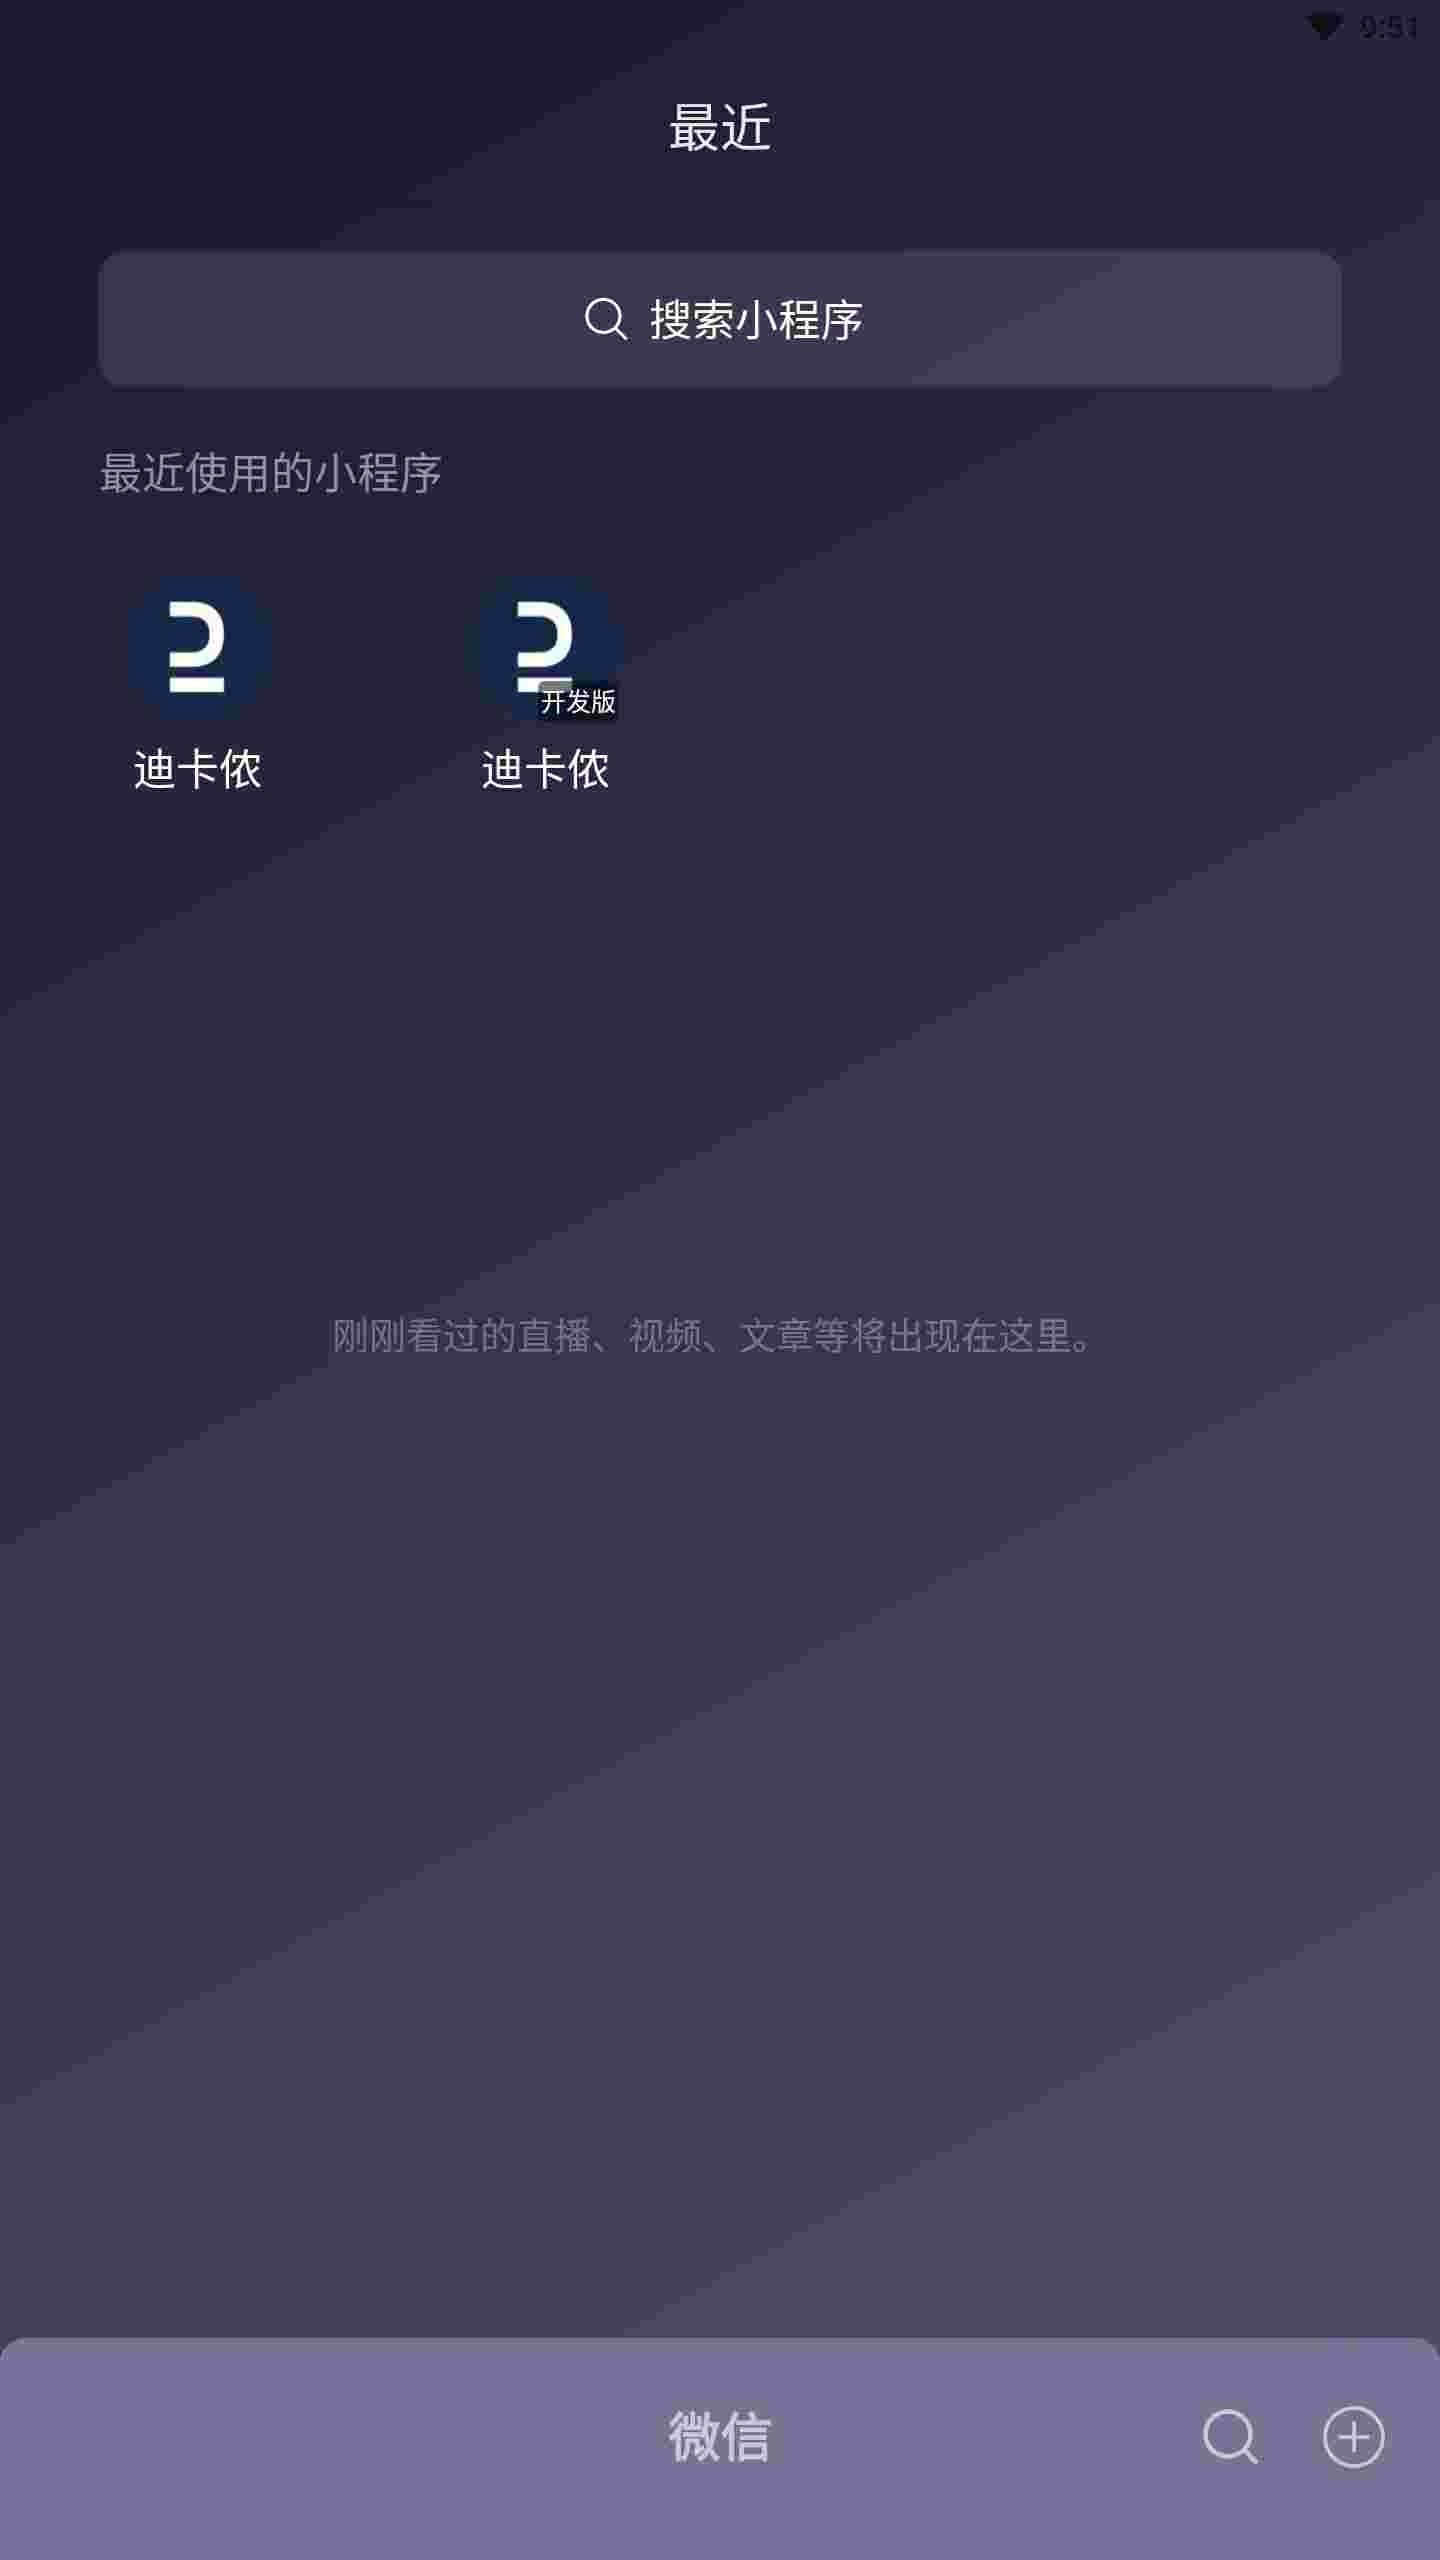 9:51
最近
搜索小程序
最近使用的小程序
开发版
迪卡侬
迪卡侬
刚刚看过的直播、视频、文章等将出现在这里。
微信